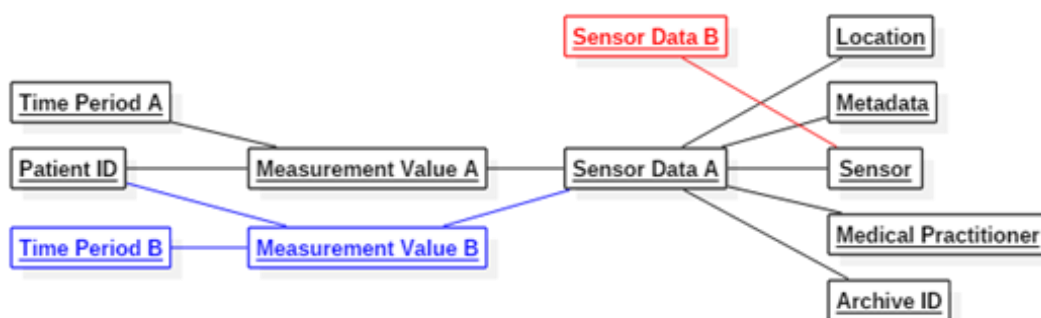 Sensor Data B
Location
Time Period A
Metadata
Patient ID
Measurement Value A
Sensor Data A
Sensor
Time Period B
Measurement Value B
Medical Practitioner
Archive ID